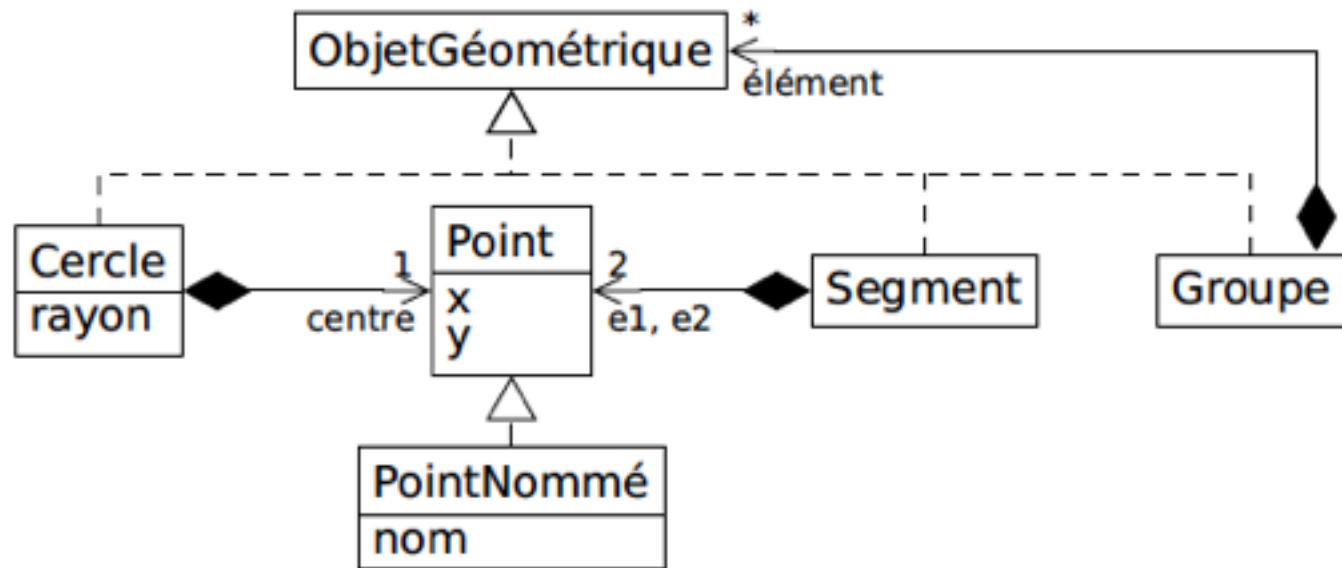 ObjetGéométrique
*
élément
Cercle
rayon
1
centre
Point
x
y
2
e1, e2
Segment
Groupe
PointNommé
nom